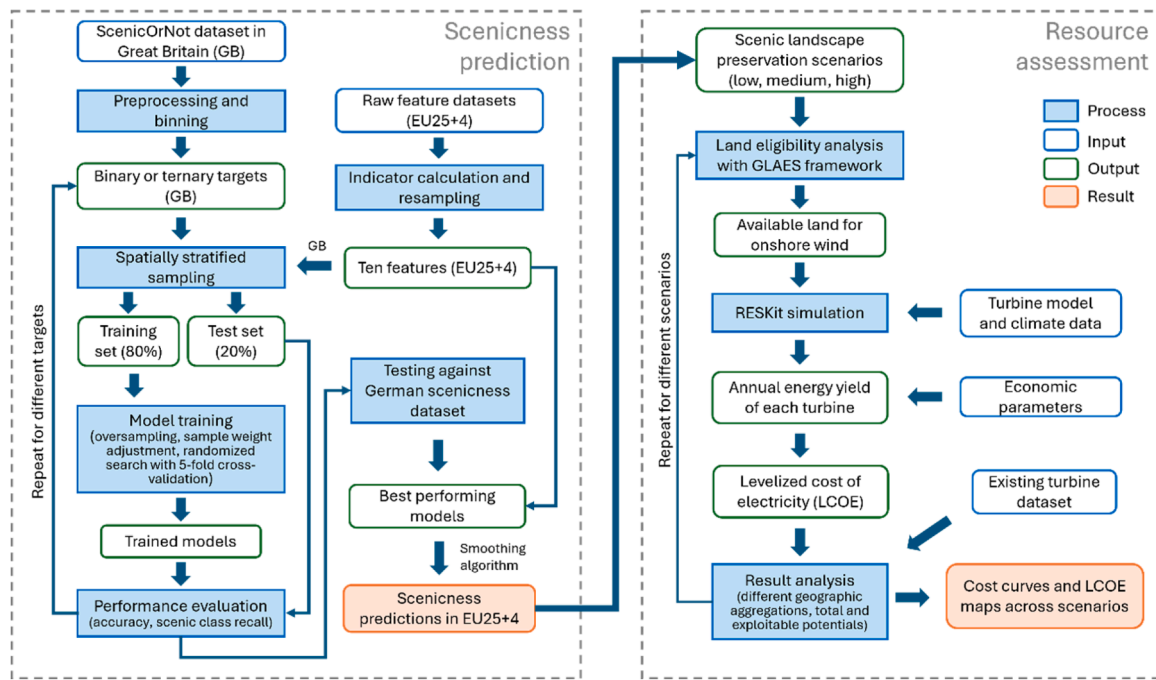 Scenicness
prediction
ScenicOrNot dataset in
Great Britain (GB)
Preprocessing and
binning
Binary or ternary targets
(GB)
Spatially stratified
sampling
Training
set (80%)
Test set
(20%)
Model training
(oversampling, sample weight
adjustment, randomized
search with 5-fold cross-
validation)
Trained models
Performance evaluation
(accuracy, scenic class recall)
Repeat for different targets
Raw feature datasets
(EU25+4)
Indicator calculation and
resampling
GB
Ten features (EU25+4)
Testing against
German scenicness
dataset
Best performing
models
Smoothing
algorithm
Scenicness
predictions in EU25+4
Resource
assessment
Scenic landscape
preservation scenarios
(low, medium, high)
Land eligibility analysis
with GLAES framework
Available land for
onshore wind
RESKit simulation
Turbine model
and climate data
Annual energy yield
of each turbine
Economic
parameters
Levelized cost of
electricity (LCOE)
Existing turbine
dataset
Result analysis
(different geographic
aggregations, total and
exploitable potentials)
Cost curves and LCOE
maps across scenarios
Repeat for different scenarios
Process
Input
Output
Result